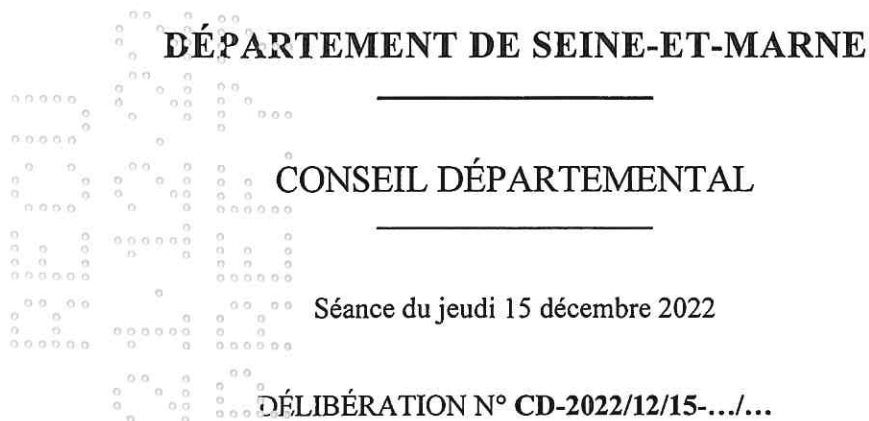 DÉPARTEMENT DE SEINE-ET-MARNE
CONSEIL DÉPARTEMENTAL
Séance du jeudi 15 décembre 2022
DÉLIBÉRATION N° CD-2022/12/15-.../...